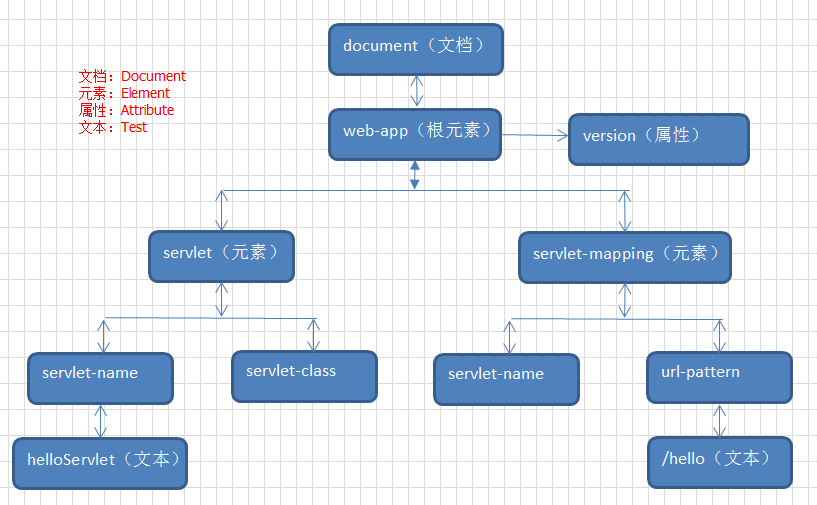 document（文档）
文档：Document
元素：Element
属性：Attribute
文本：Test
web-app（根元素）
version（属性）
servlet（元素）
servlet-mapping（元素）
servlet-name
servlet-class
servlet-name
url-pattern
helloServlet（文本）
/hello（文本）